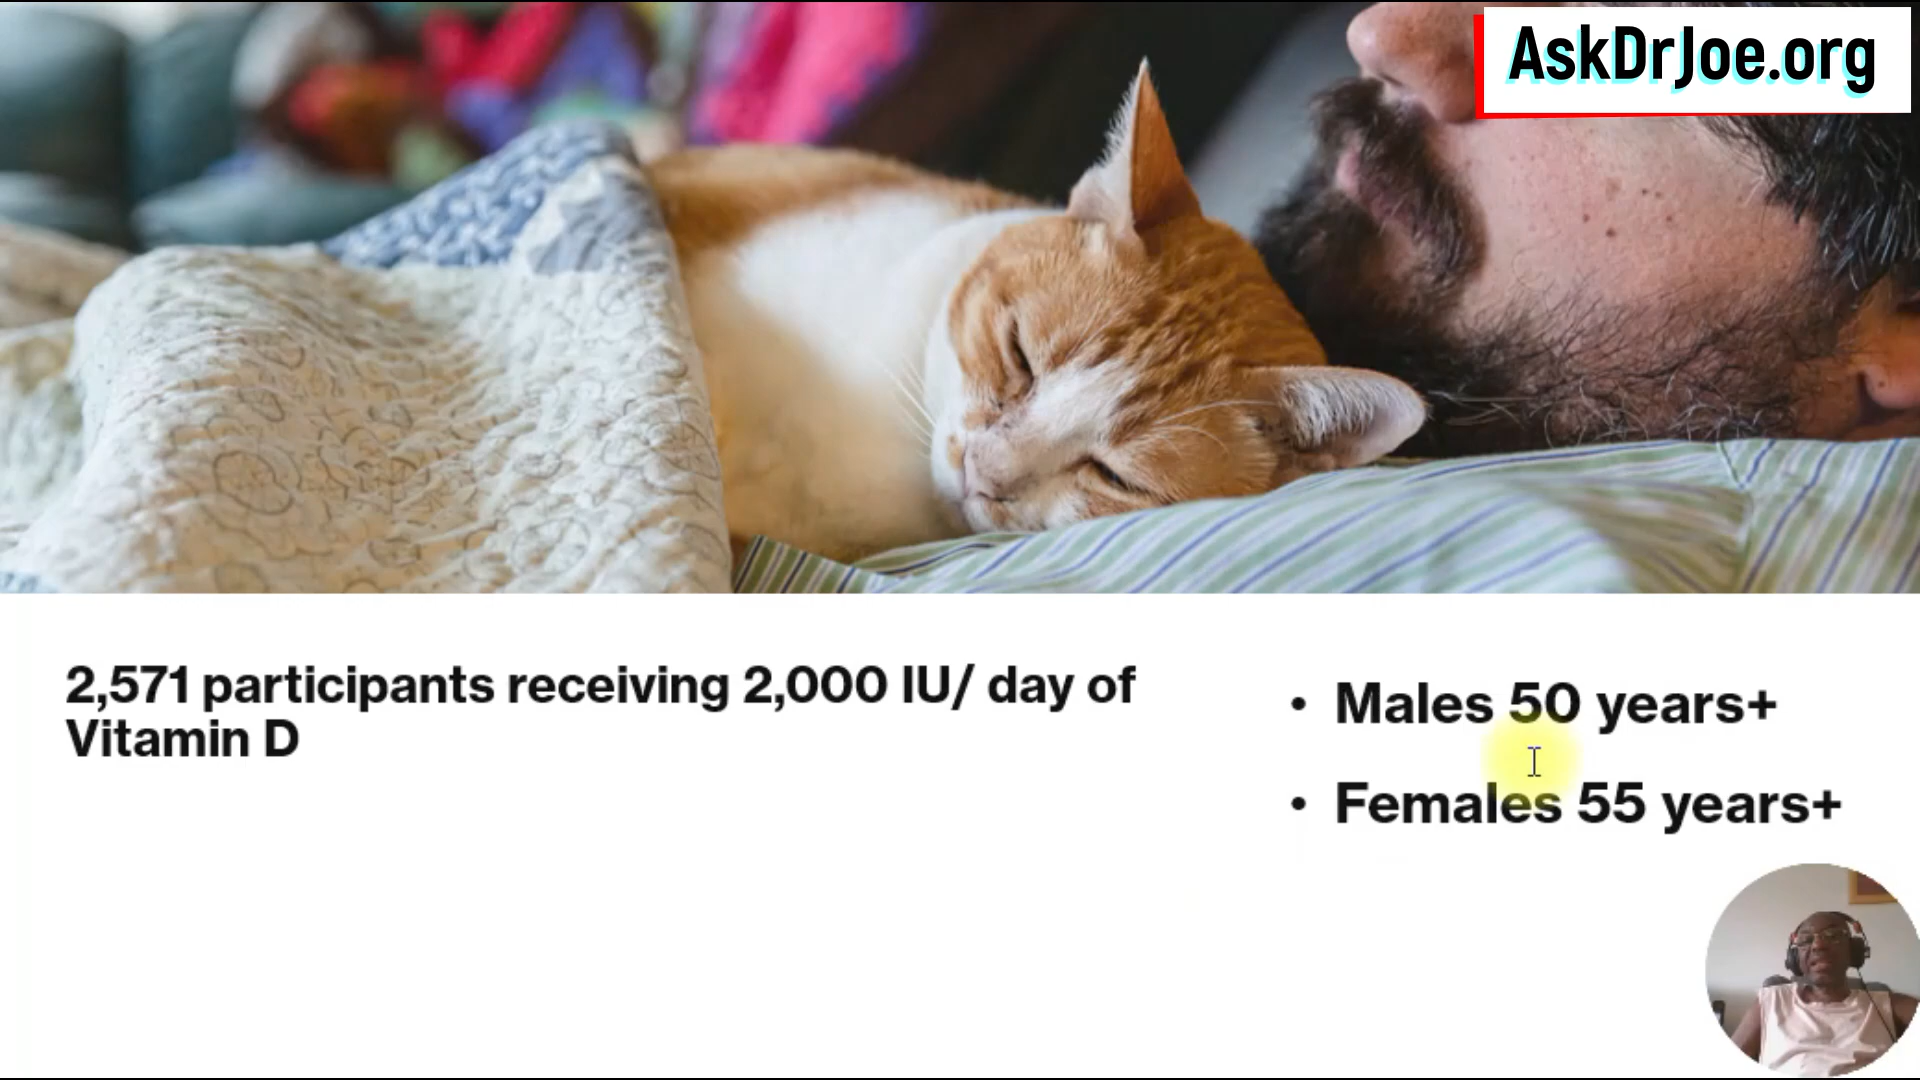 AskDrJoe.org
2,571 participants receiving 2,000 IU/ day of
Vitamin D
• Males 50 years+
• Females 55 years+